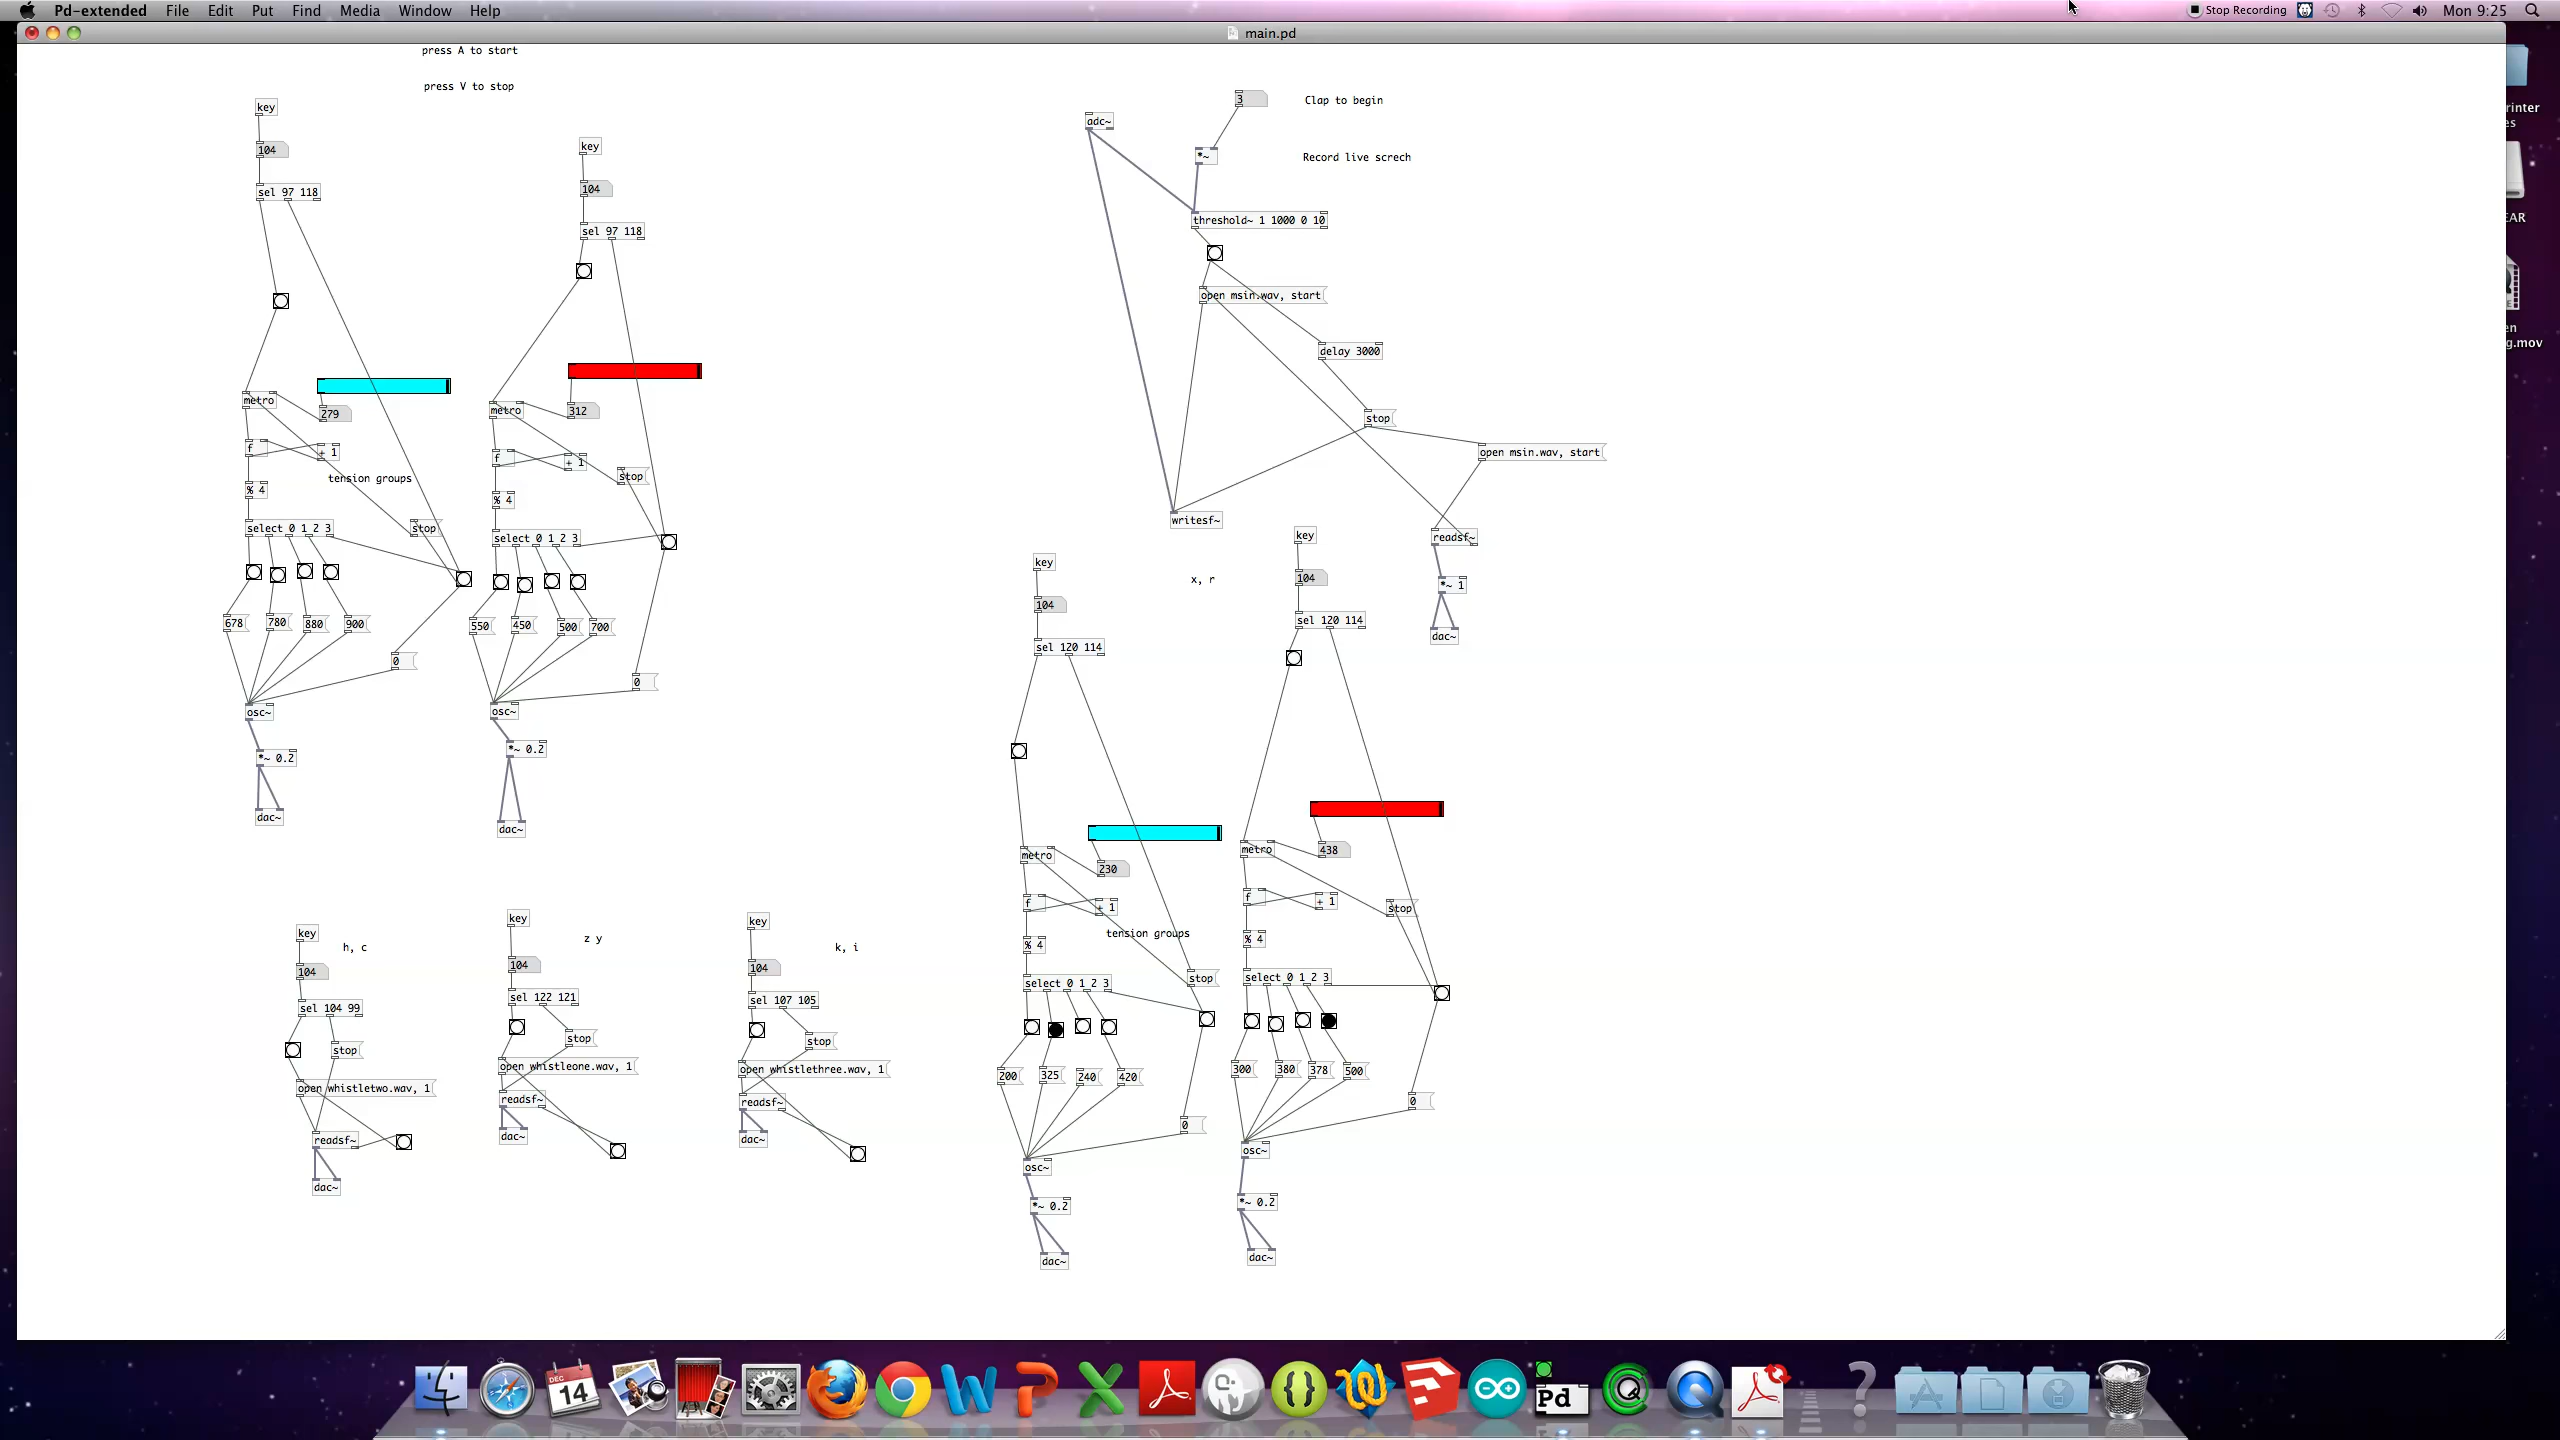 Pd-extended File Edit Put Find Media Window Help
Stop Recording Mon 9:25
main.pd
press A to start
press V to stop
key
104
sel 97 118
279
metro
f
+ 1
tension groups
% 4
select 0 1 2 3
stop
678 780 880 900
0
osc~
*~ 0.2
dac~
key
104
sel 97 118
312
metro
f
+ 1
stop
% 4
select 0 1 2 3
550 450 500 700
0
osc~
*~ 0.2
dac~
3
Clap to begin
adc~
*~
Record live screch
threshold~ 1 1000 0 10
open msin.wav, start
delay 3000
stop
open msin.wav, start
writesf~
readsf~
*~ 1
dac~
key
104
sel 120 114
x, r
metro
230
f
+ 1
tension groups
% 4
stop
select 0 1 2 3
200 325 240 420
0
osc~
*~ 0.2
dac~
key
104
sel 120 114
metro
438
f
+ 1
stop
% 4
select 0 1 2 3
300 380 378 500
0
osc~
*~ 0.2
dac~
key
h, c
104
sel 104 99
stop
open whistletwo.wav, 1
readsf~
dac~
key
z y
104
sel 122 121
stop
open whistleone.wav, 1
readsf~
dac~
key
k, i
104
sel 107 105
stop
open whistlethree.wav, 1
readsf~
dac~
rinter
es
EAR
en
g.mov
DEC
14
Pd